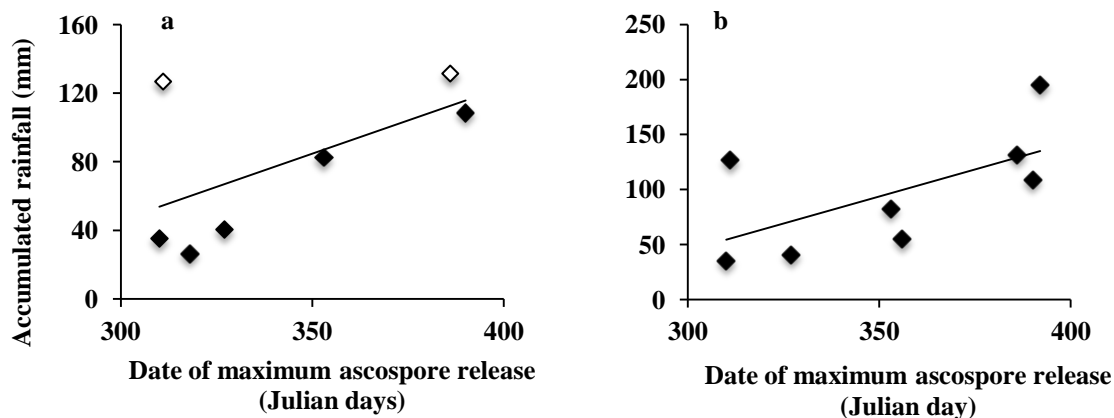 a
Accumulated rainfall (mm)
160
120
80
40
0
300
350
400
Date of maximum ascospore release
(Julian days)
b
250
200
150
100
50
0
300
350
400
Date of maximum ascospore release
(Julian day)